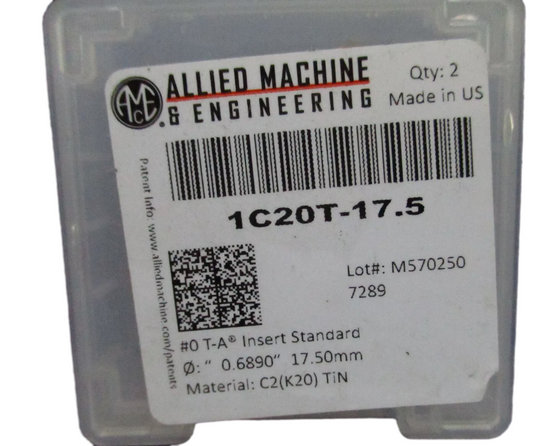 AMEC
ALLIED MACHINE
& ENGINEERING
Qty: 2
Made in US
1C20T-17.5
Patent Info: www.alliedmachine.com/patents
Lot#: M570250
7289
#0 T-A® Insert Standard
Ø: " 0.6890" 17.50mm
Material: C2(K20) TiN